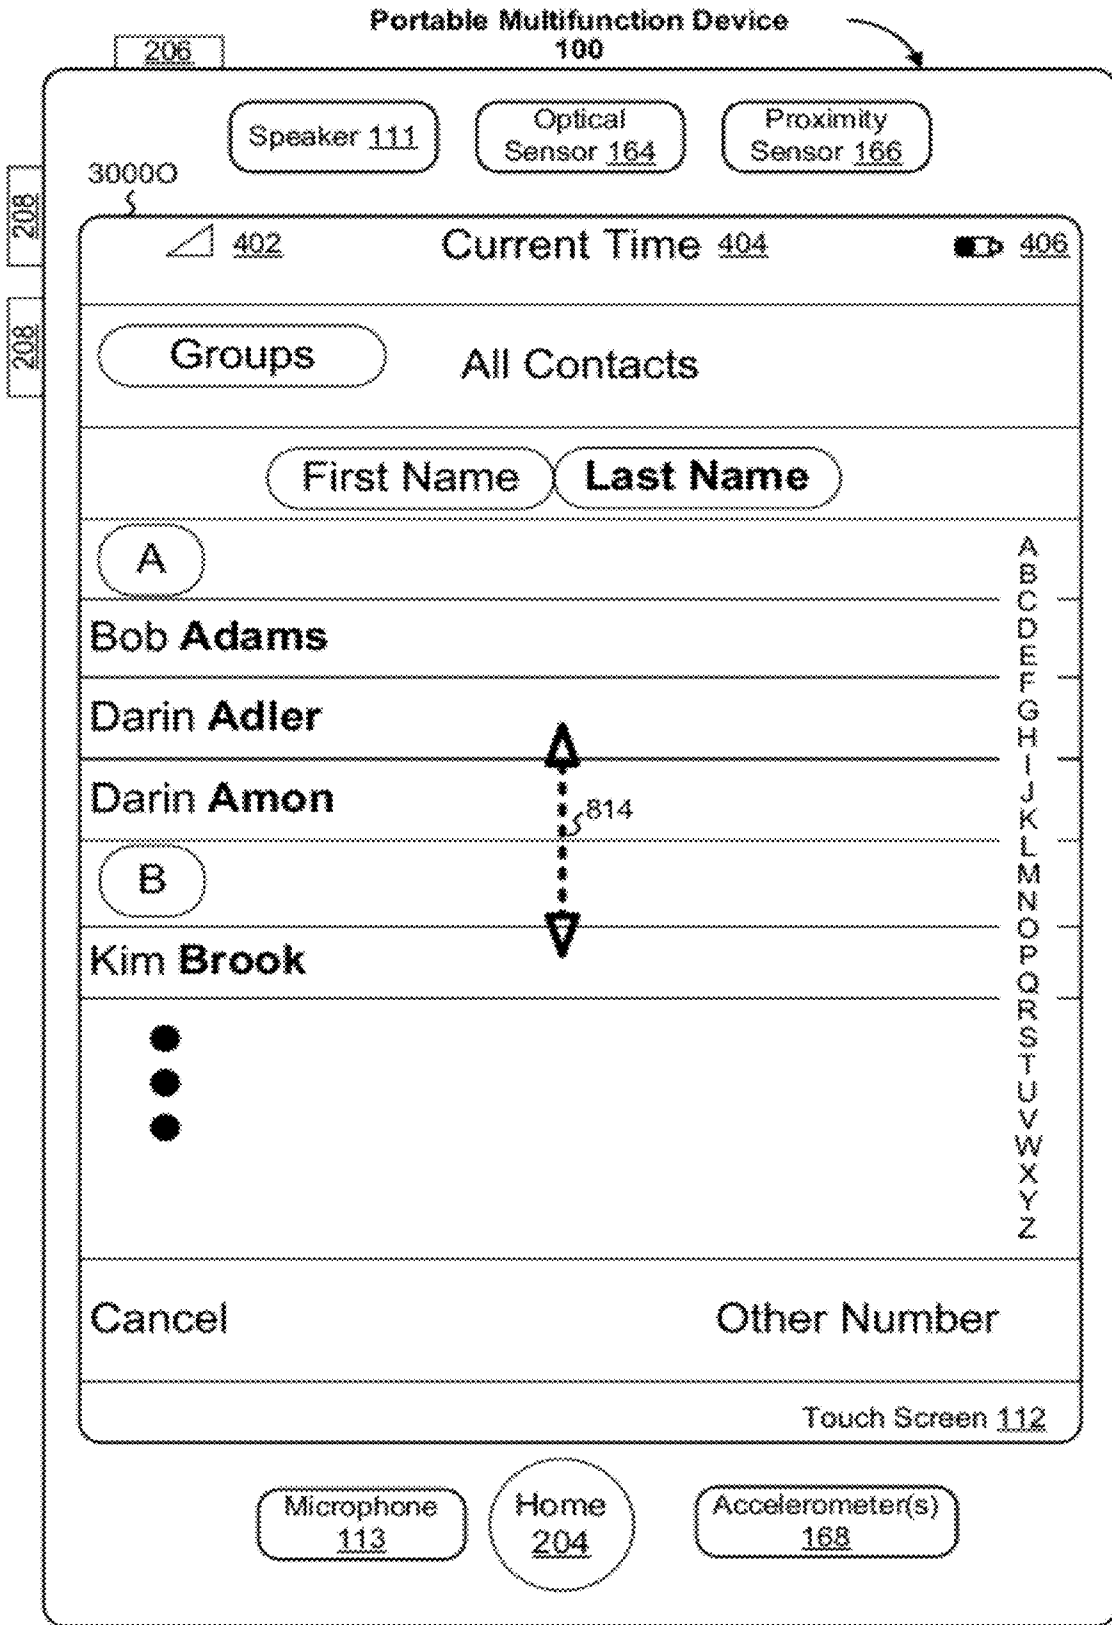 Portable Multifunction Device
100
206
Speaker 111
Optical
Sensor 164
Proximity
Sensor 166
3000O
208
208
402
Current Time 404
406
Groups
All Contacts
First Name
Last Name
A
Bob Adams
Darin Adler
Darin Amon
814
B
Kim Brook
A
B
C
D
E
F
G
H
I
J
K
L
M
N
O
P
Q
R
S
T
U
V
W
X
Y
Z
Cancel
Other Number
Touch Screen 112
Microphone
113
Home
204
Accelerometer(s)
168